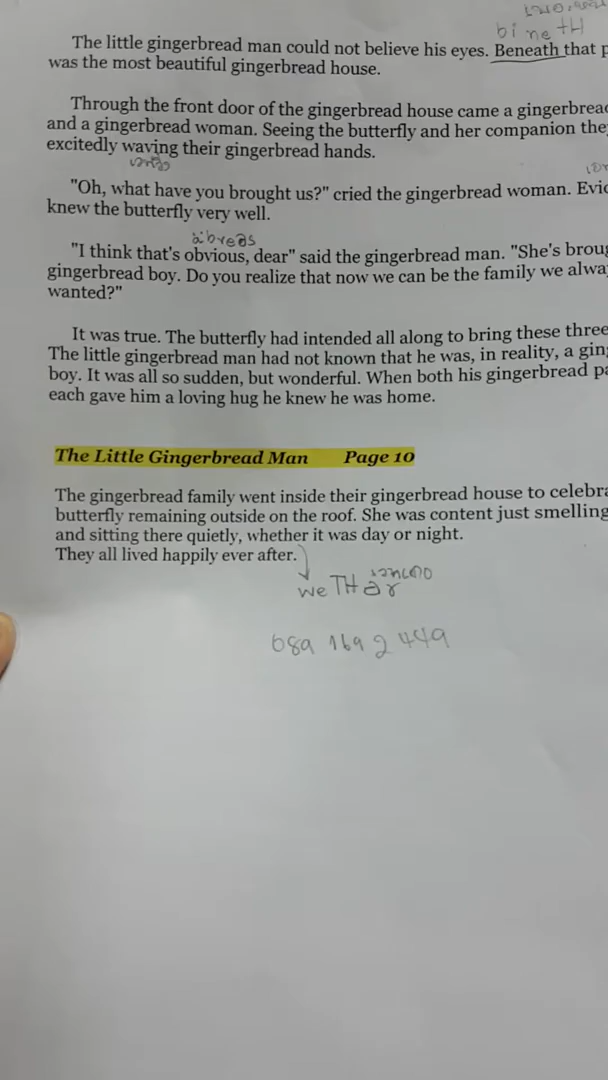 bi ne tH
The little gingerbread man could not believe his eyes. Beneath that
was the most beautiful gingerbread house.
Through the front door of the gingerbread house came a
and a gingerbread woman. Seeing the butterfly and her companion
excitedly waving their gingerbread hands.
"Oh, what have you brought us?" cried the gingerbread woman.
knew the butterfly very well.
"I think that's obvious, dear" said the gingerbread man. "She's
gingerbread boy. Do you realize that now we can be the family we
wanted?"
It was true. The butterfly had intended all along to bring these three
The little gingerbread man had not known that he was, in reality, a
boy. It was all so sudden, but wonderful. When both his gingerbread
each gave him a loving hug he knew he was home.
The Little Gingerbread Man Page 10
The gingerbread family went inside their gingerbread house to
butterfly remaining outside on the roof. She was content just smelling
and sitting there quietly, whether it was day or night.
They all lived happily ever after.
we TH ər
089 169 2 449